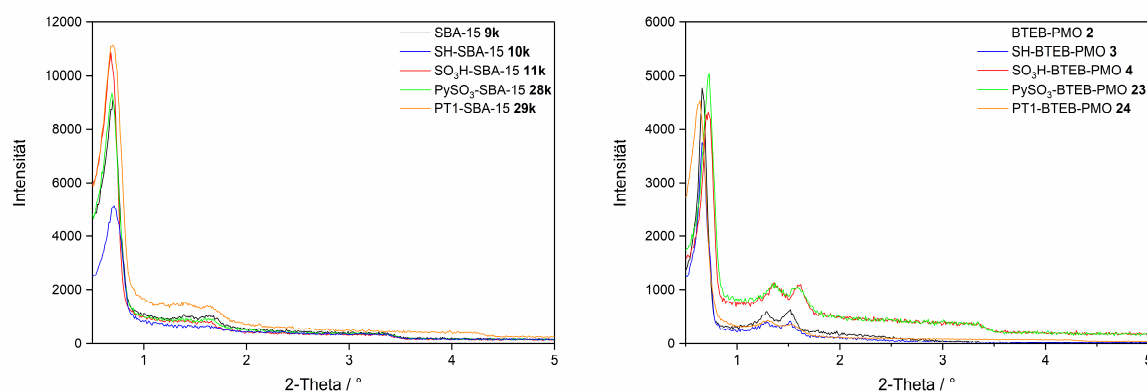 12000
10000
8000
6000
4000
2000
0
Intensität
1
2
3
4
5
2-Theta / °
SBA-15 9k
SH-SBA-15 10k
SO₃H-SBA-15 11k
PySO₃-SBA-15 28k
PT1-SBA-15 29k
6000
5000
4000
3000
2000
1000
0
Intensität
1
2
3
4
5
2-Theta / °
BTEB-PMO 2
SH-BTEB-PMO 3
SO₃H-BTEB-PMO 4
PySO₃-BTEB-PMO 23
PT1-BTEB-PMO 24